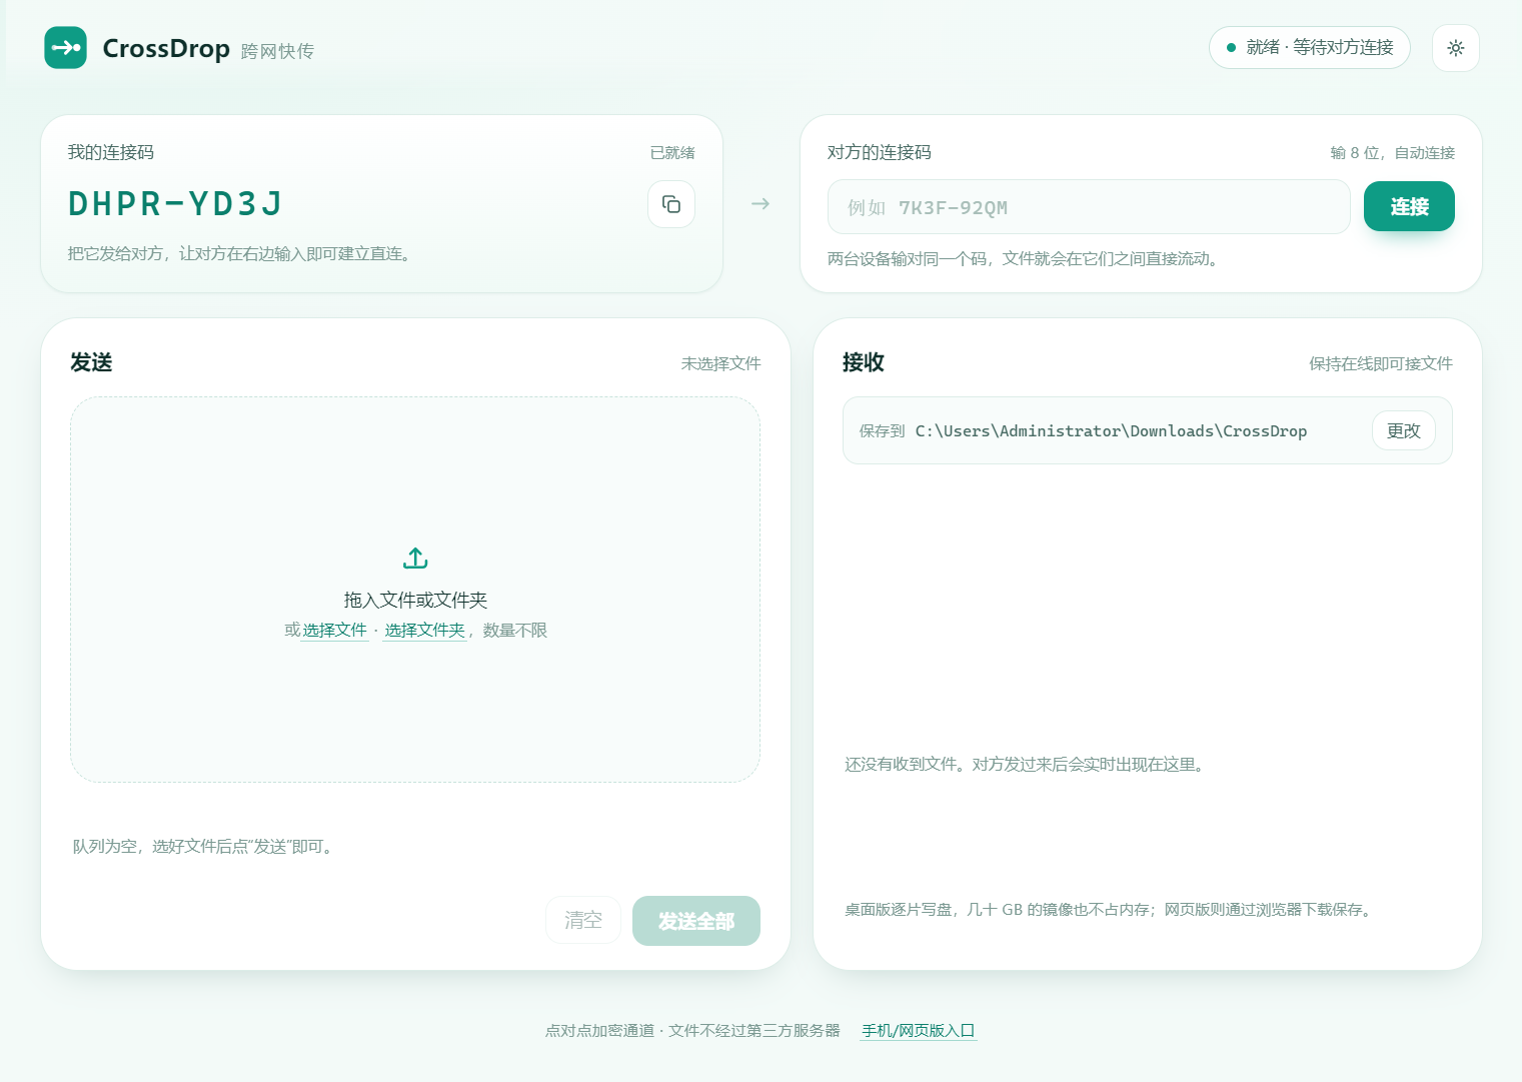 CrossDrop 跨网快传
就绪 · 等待对方连接
我的连接码
已就绪
DHPR-YD3J
把它发给对方，让对方在右边输入即可建立直连。
对方的连接码
输 8 位，自动连接
例如 7K3F-92QM
连接
两台设备输对同一个码，文件就会在它们之间直接流动。
发送
未选择文件
拖入文件或文件夹
或选择文件 · 选择文件夹，数量不限
队列为空，选好文件后点“发送”即可。
清空
发送全部
接收
保持在线即可接文件
保存到 C:\Users\Administrator\Downloads\CrossDrop
更改
还没有收到文件。对方发过来后会实时出现在这里。
桌面版逐片写盘，几十 GB 的镜像也不占内存；网页版则通过浏览器下载保存。
点对点加密通道 · 文件不经过第三方服务器
手机/网页版入口